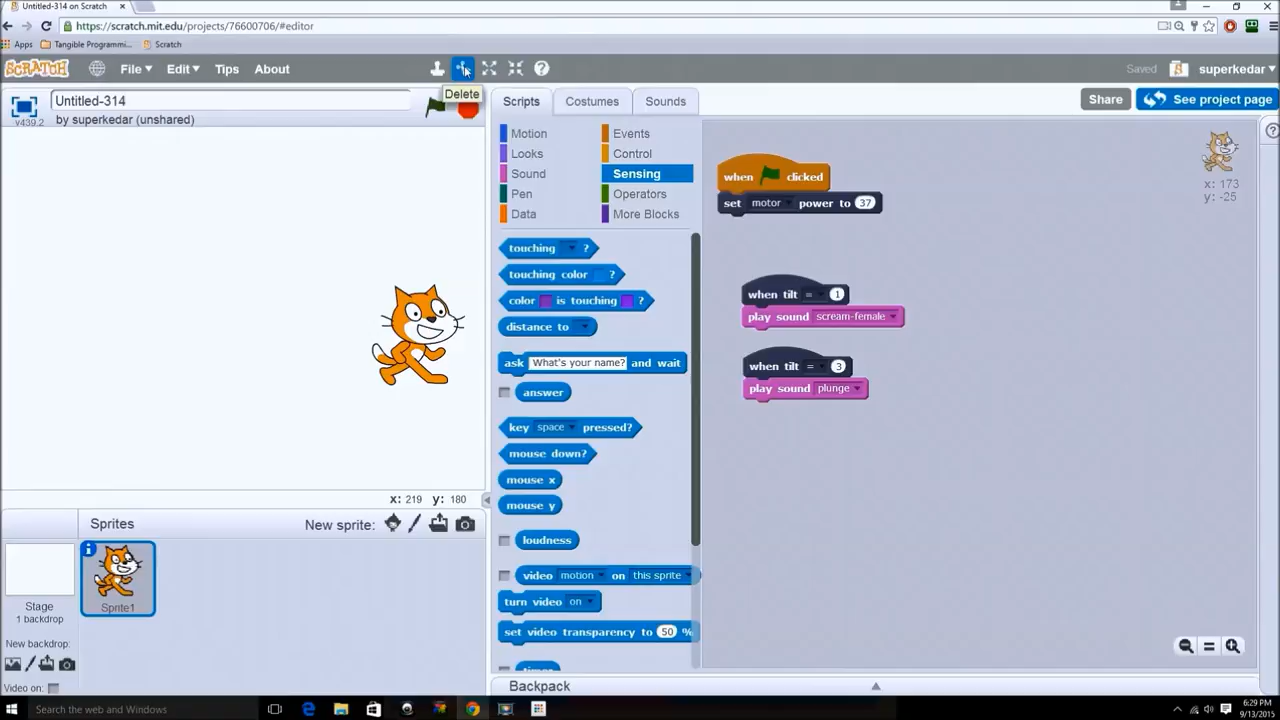 Untitled-314 on Scratch
https://scratch.mit.edu/projects/76600706/#editor
Apps Tangible Programmi... Scratch
SCRATCH File Edit Tips About Saved superkedar
Delete
Untitled-314
by superkedar (unshared)
v439.2
Scripts Costumes Sounds
Share See project page
Motion Events
Looks Control
Sound Sensing
Pen Operators
Data More Blocks
touching ?
touching color ?
color is touching ?
distance to
ask What's your name? and wait
answer
key space pressed?
mouse down?
mouse x
mouse y
loudness
video motion on this sprite
turn video on
set video transparency to 50 %
timer
when clicked
set motor power to 37
when tilt = 1
play sound scream-female
when tilt = 3
play sound plunge
x: 173
y: -25
x: 219 y: 180
Sprites New sprite:
Stage
1 backdrop
Sprite1
New backdrop:
Video on:
Backpack
Search the web and Windows
6:29 PM
9/13/2015